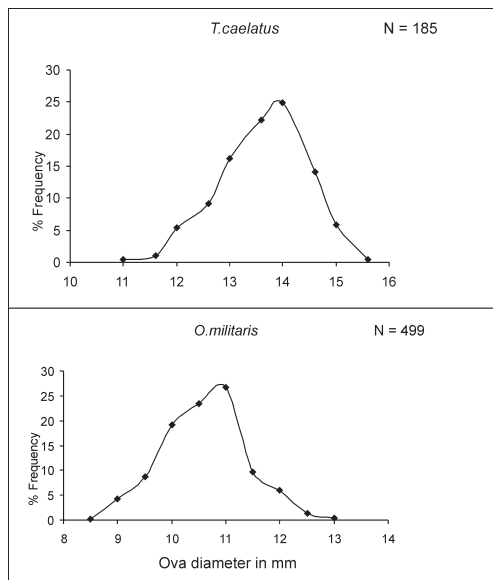 T.caelatus N = 185
% Frequency
30
25
20
15
10
5
0
10 11 12 13 14 15 16
O.militaris N = 499
% Frequency
30
25
20
15
10
5
0
8 9 10 11 12 13 14
Ova diameter in mm